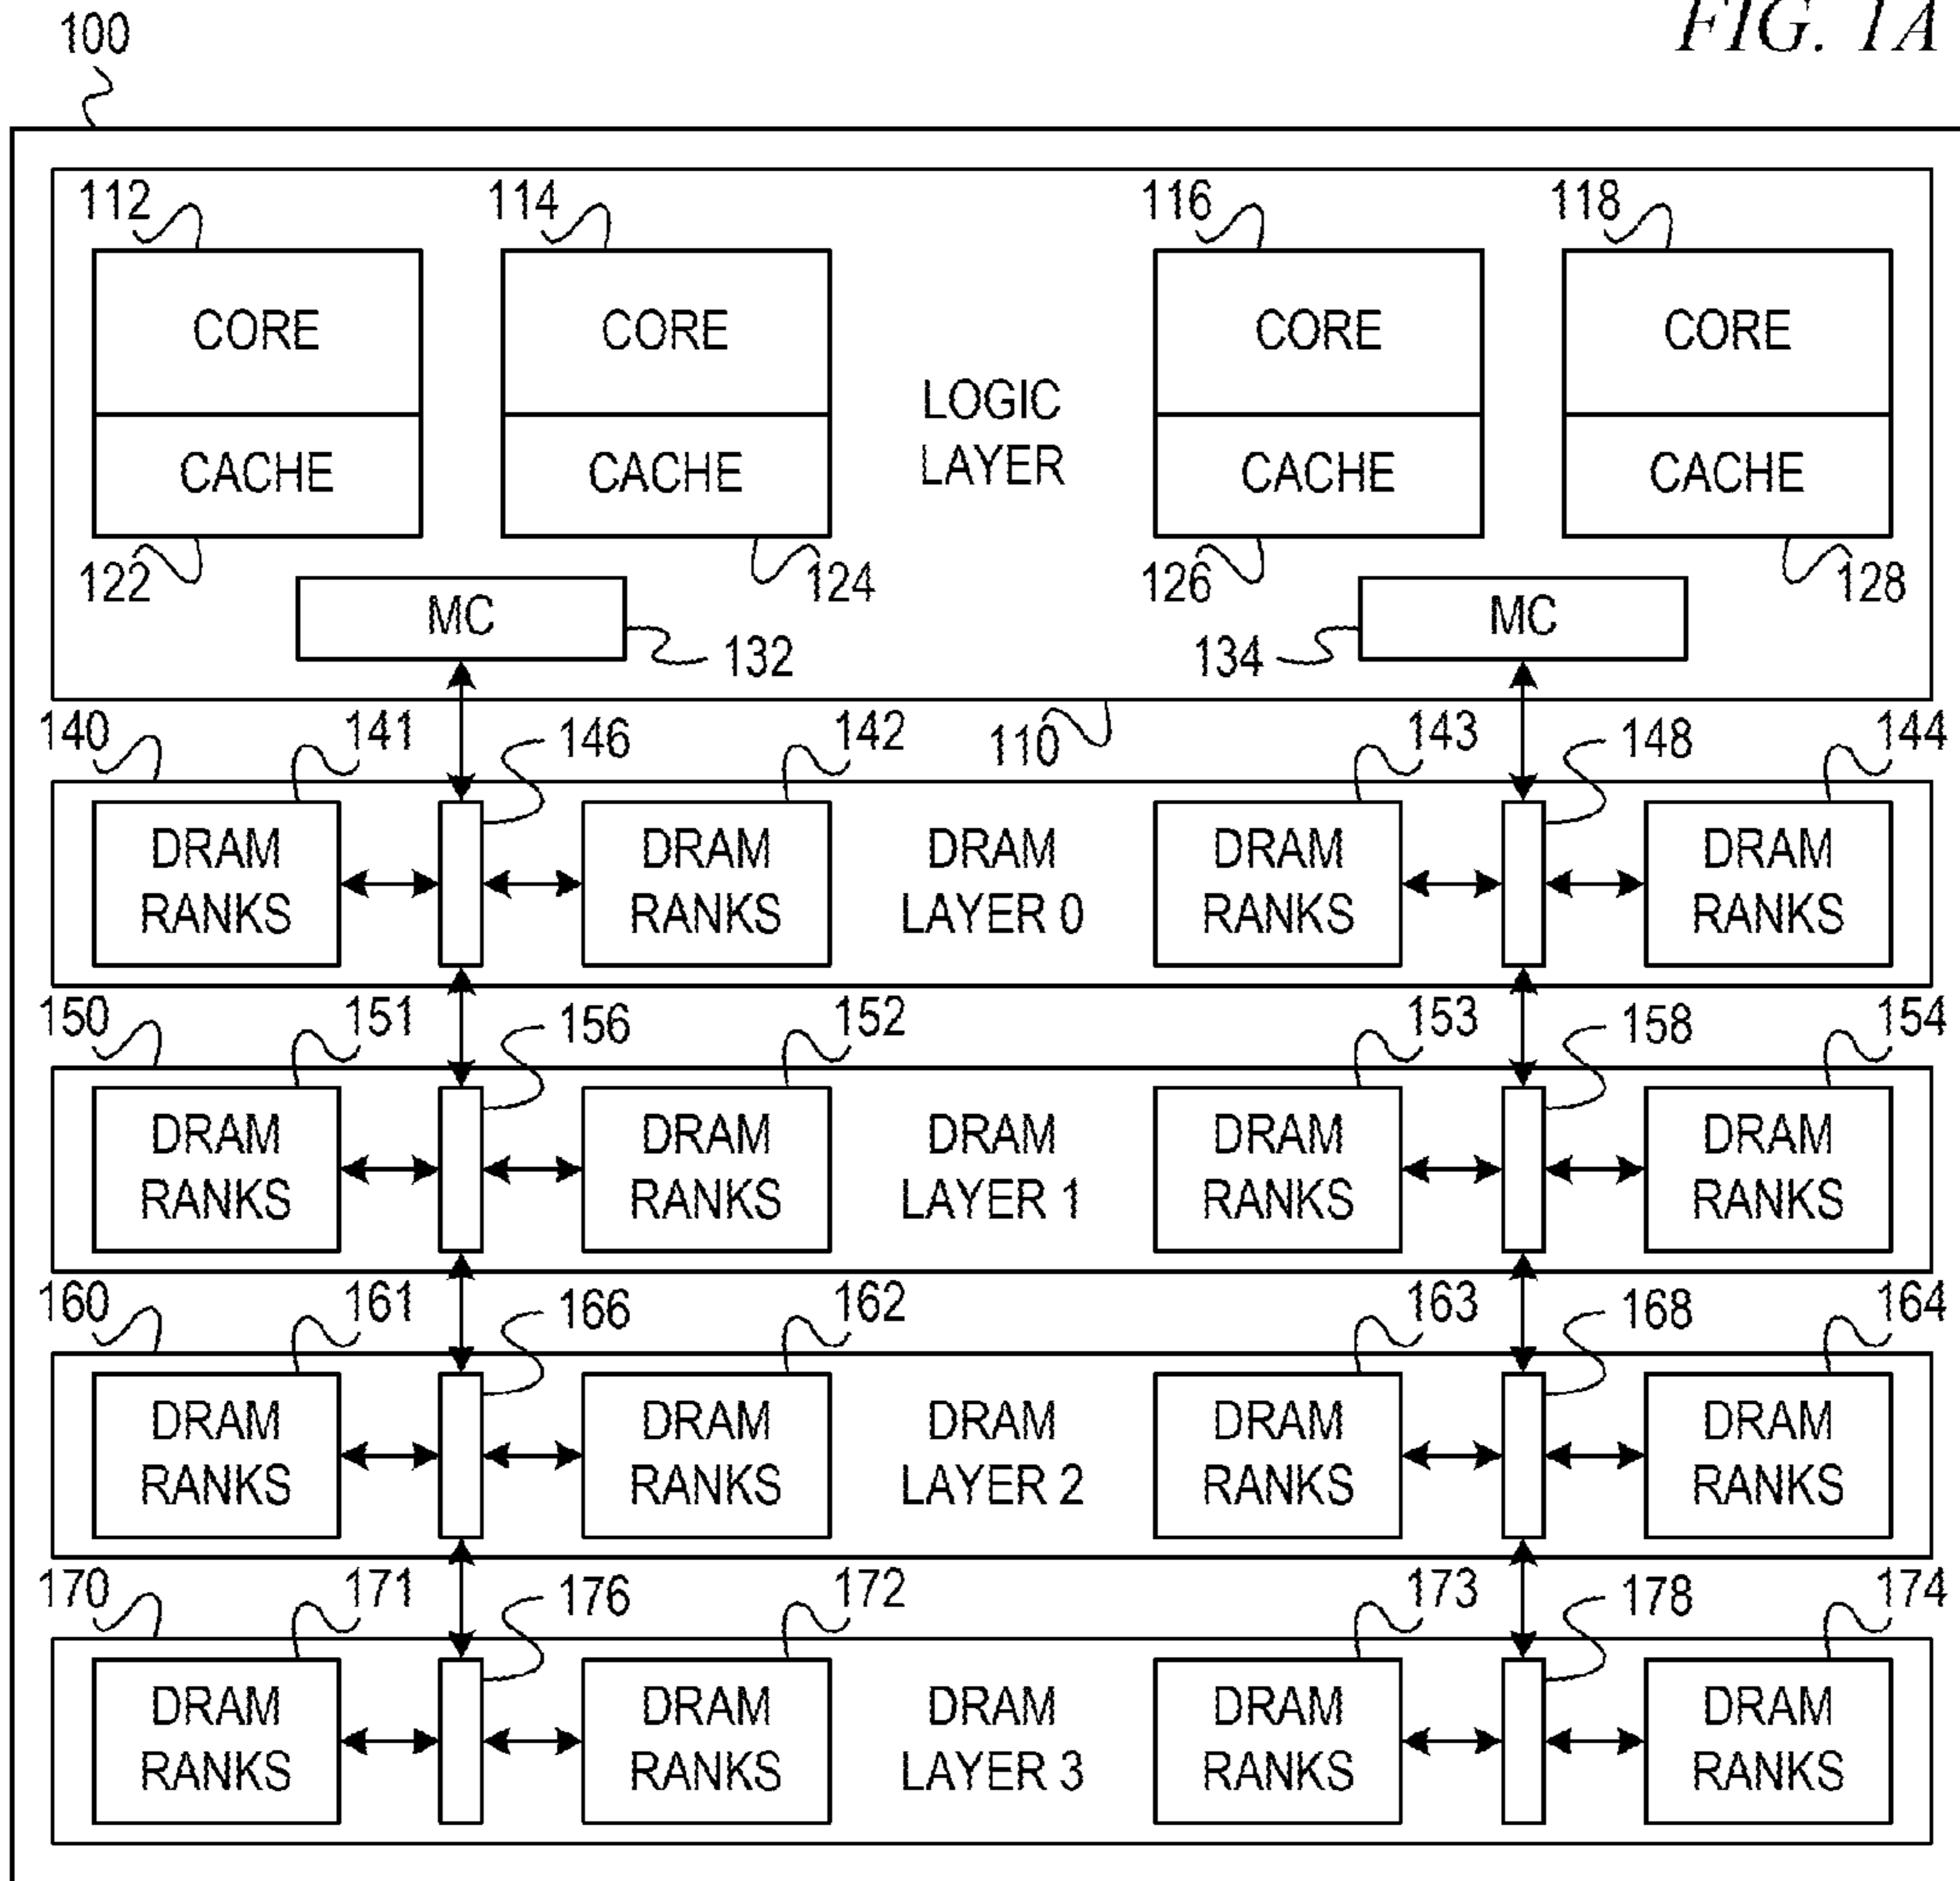 FIG. 1A
100
112 114 116 118
CORE CORE CORE CORE
LOGIC
LAYER
CACHE CACHE CACHE CACHE
122 124 126 128
MC MC
132 134
110
140 141 146 142 143 148 144
DRAM DRAM DRAM DRAM DRAM
RANKS RANKS LAYER 0 RANKS RANKS
150 151 156 152 153 158 154
DRAM DRAM DRAM DRAM DRAM
RANKS RANKS LAYER 1 RANKS RANKS
160 161 166 162 163 168 164
DRAM DRAM DRAM DRAM DRAM
RANKS RANKS LAYER 2 RANKS RANKS
170 171 176 172 173 178 174
DRAM DRAM DRAM DRAM DRAM
RANKS RANKS LAYER 3 RANKS RANKS